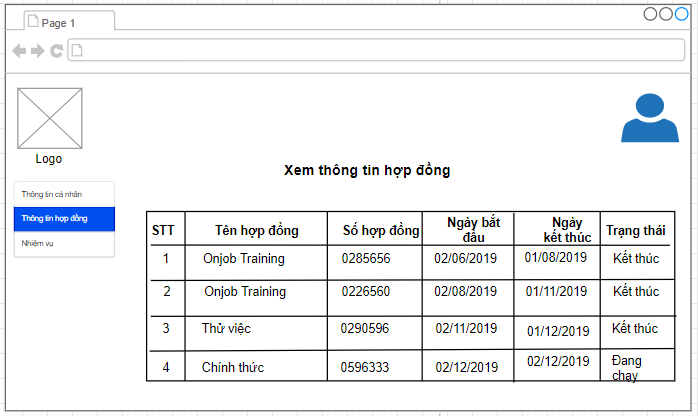 Page 1
Logo
Xem thông tin hợp đồng
Thông tin cá nhân
Thông tin hợp đồng
Nhiệm vụ
STT Tên hợp đồng Số hợp đồng Ngày bắt đầu Ngày kết thúc Trạng thái
1 Onjob Training 0285656 02/06/2019 01/08/2019 Kết thúc
2 Onjob Training 0226560 02/08/2019 01/11/2019 Kết thúc
3 Thử việc 0290596 02/11/2019 01/12/2019 Kết thúc
4 Chính thức 0596333 02/12/2019 02/12/2019 Đang chạy